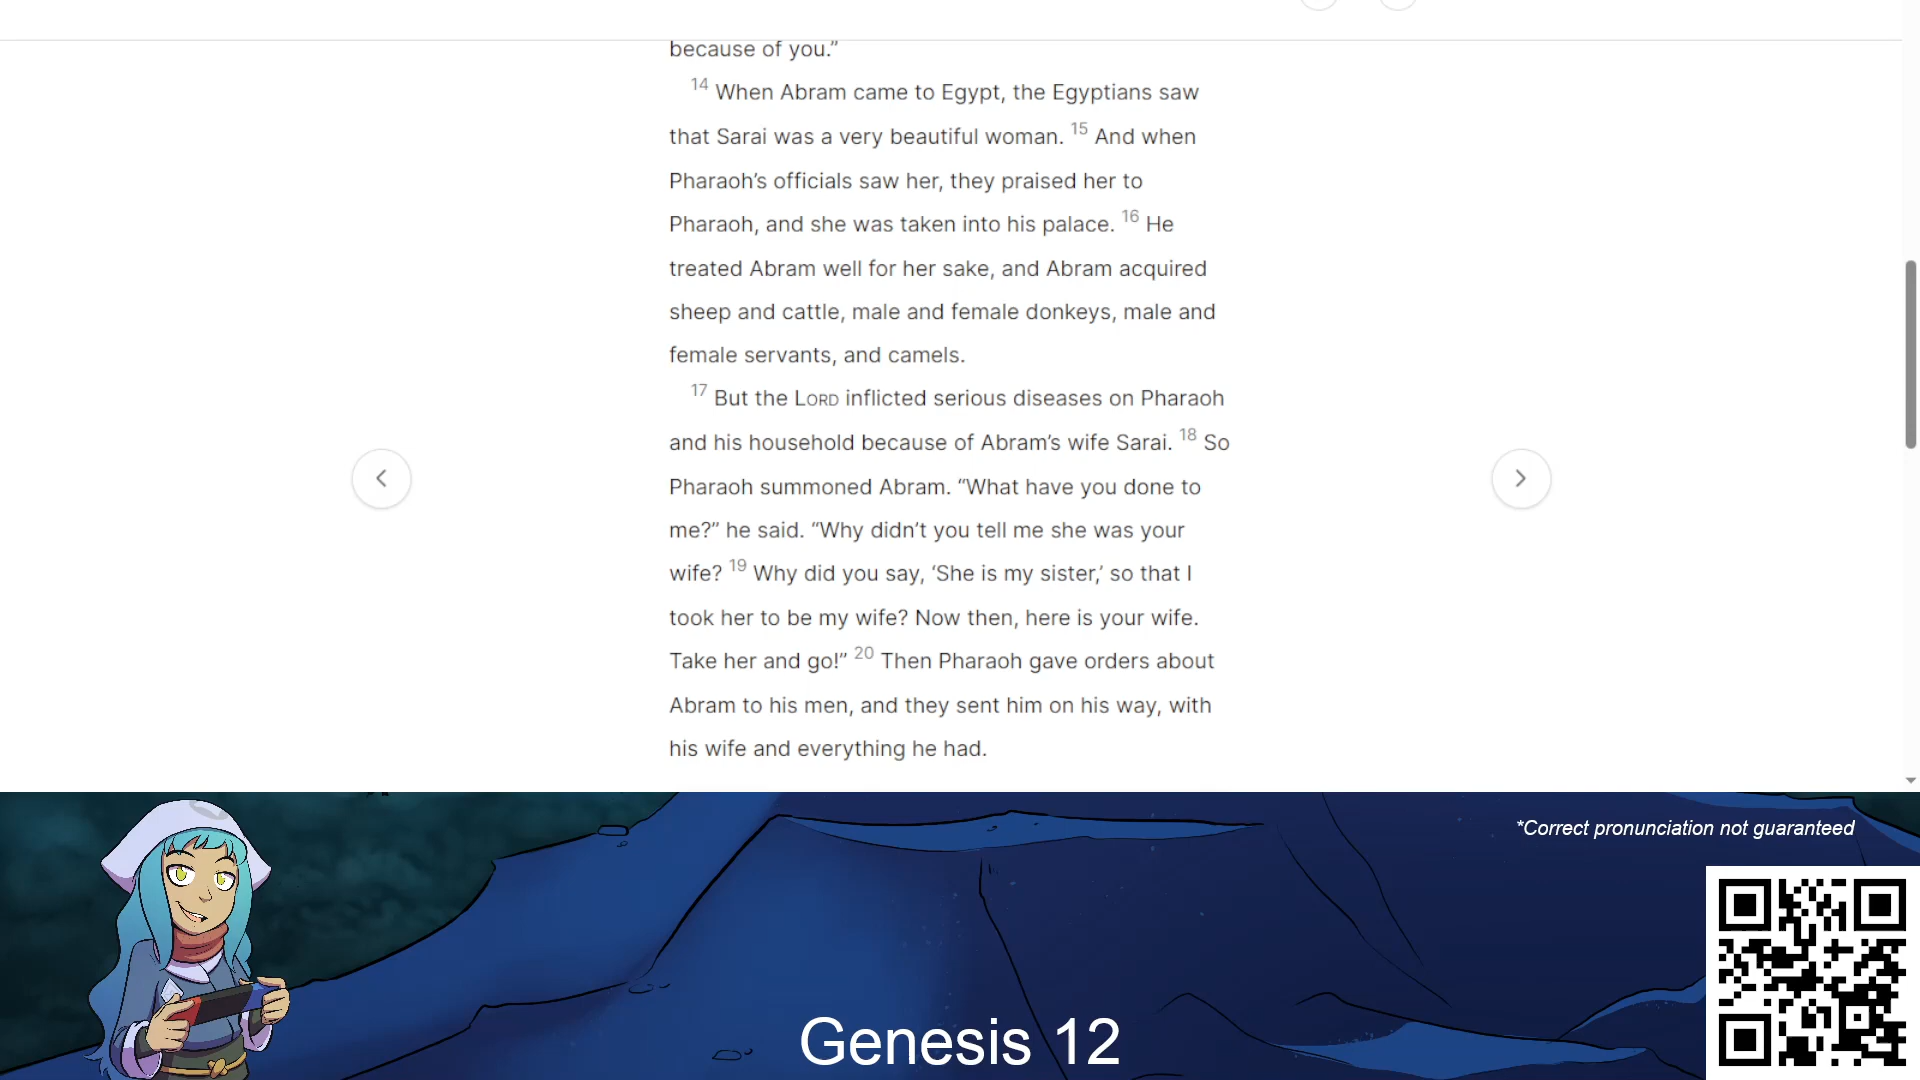 because of you.”
14 When Abram came to Egypt, the Egyptians saw
that Sarai was a very beautiful woman. 15 And when
Pharaoh’s officials saw her, they praised her to
Pharaoh, and she was taken into his palace. 16 He
treated Abram well for her sake, and Abram acquired
sheep and cattle, male and female donkeys, male and
female servants, and camels.
17 But the LORD inflicted serious diseases on Pharaoh
and his household because of Abram’s wife Sarai. 18 So
Pharaoh summoned Abram. “What have you done to
me?” he said. “Why didn’t you tell me she was your
wife? 19 Why did you say, ‘She is my sister,’ so that I
took her to be my wife? Now then, here is your wife.
Take her and go!” 20 Then Pharaoh gave orders about
Abram to his men, and they sent him on his way, with
his wife and everything he had.
*Correct pronunciation not guaranteed
Genesis 12